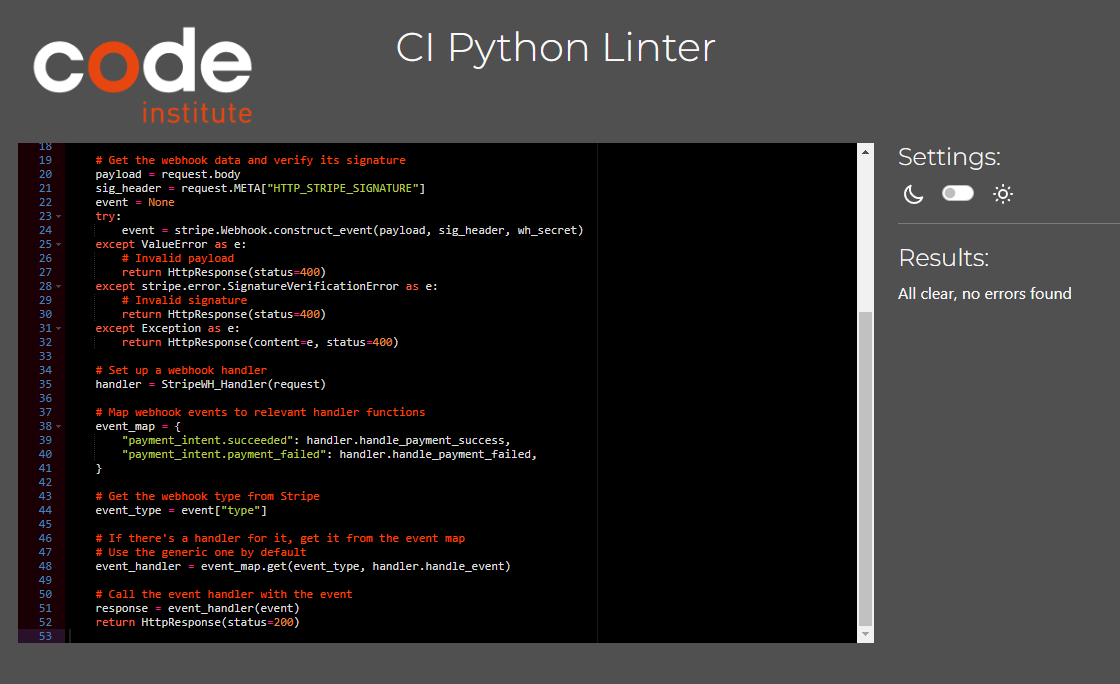 code
institute
CI Python Linter
18
19 # Get the webhook data and verify its signature
20 payload = request.body
21 sig_header = request.META["HTTP_STRIPE_SIGNATURE"]
22 event = None
23 try:
24 event = stripe.Webhook.construct_event(payload, sig_header, wh_secret)
25 except ValueError as e:
26 # Invalid payload
27 return HttpResponse(status=400)
28 except stripe.error.SignatureVerificationError as e:
29 # Invalid signature
30 return HttpResponse(status=400)
31 except Exception as e:
32 return HttpResponse(content=e, status=400)
33
34 # Set up a webhook handler
35 handler = StripeWH_Handler(request)
36
37 # Map webhook events to relevant handler functions
38 event_map = {
39 "payment_intent.succeeded": handler.handle_payment_success,
40 "payment_intent.payment_failed": handler.handle_payment_failed,
41 }
42
43 # Get the webhook type from Stripe
44 event_type = event["type"]
45
46 # If there's a handler for it, get it from the event map
47 # Use the generic one by default
48 event_handler = event_map.get(event_type, handler.handle_event)
49
50 # Call the event handler with the event
51 response = event_handler(event)
52 return HttpResponse(status=200)
53
Settings:
Results:
All clear, no errors found